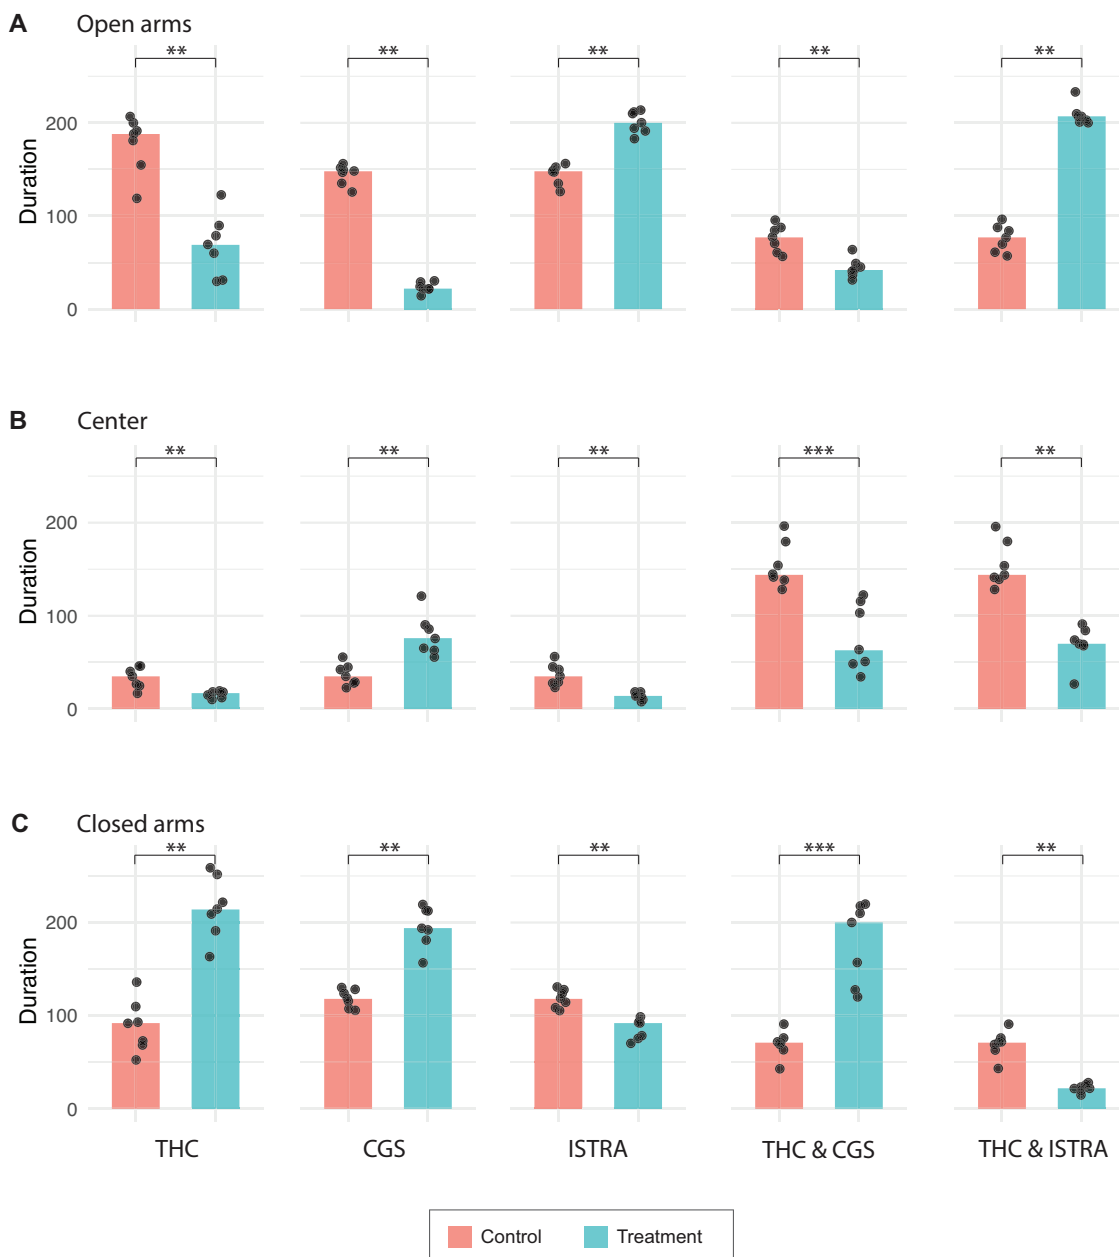 A Open arms
** ** ** ** **
Duration
200
100
0
B Center
** ** ** *** **
Duration
200
100
0
C Closed arms
** ** ** *** **
Duration
200
100
0
THC CGS ISTRA THC & CGS THC & ISTRA
Control Treatment